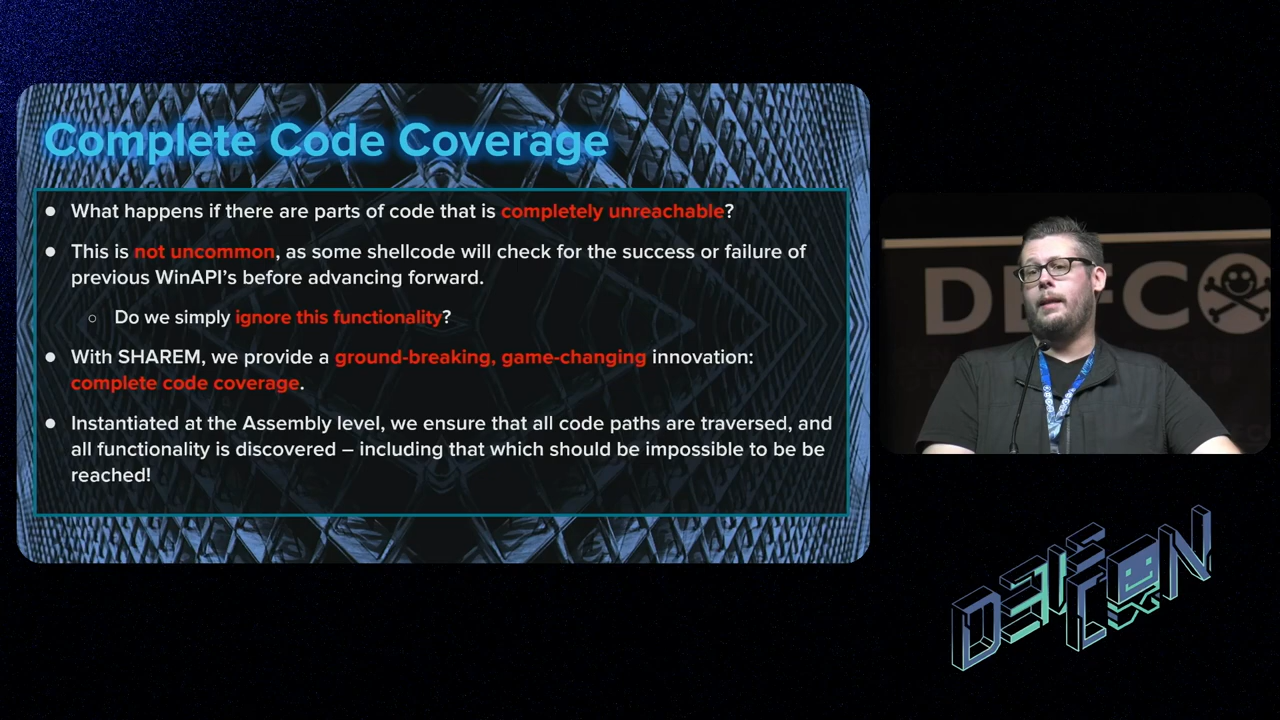 Complete Code Coverage
● What happens if there are parts of code that is completely unreachable?
● This is not uncommon, as some shellcode will check for the success or failure of
previous WinAPI's before advancing forward.
○ Do we simply ignore this functionality?
● With SHAREM, we provide a ground-breaking, game-changing innovation:
complete code coverage.
● Instantiated at the Assembly level, we ensure that all code paths are traversed, and
all functionality is discovered – including that which should be impossible to be be
reached!
DEFC
DEF
CON